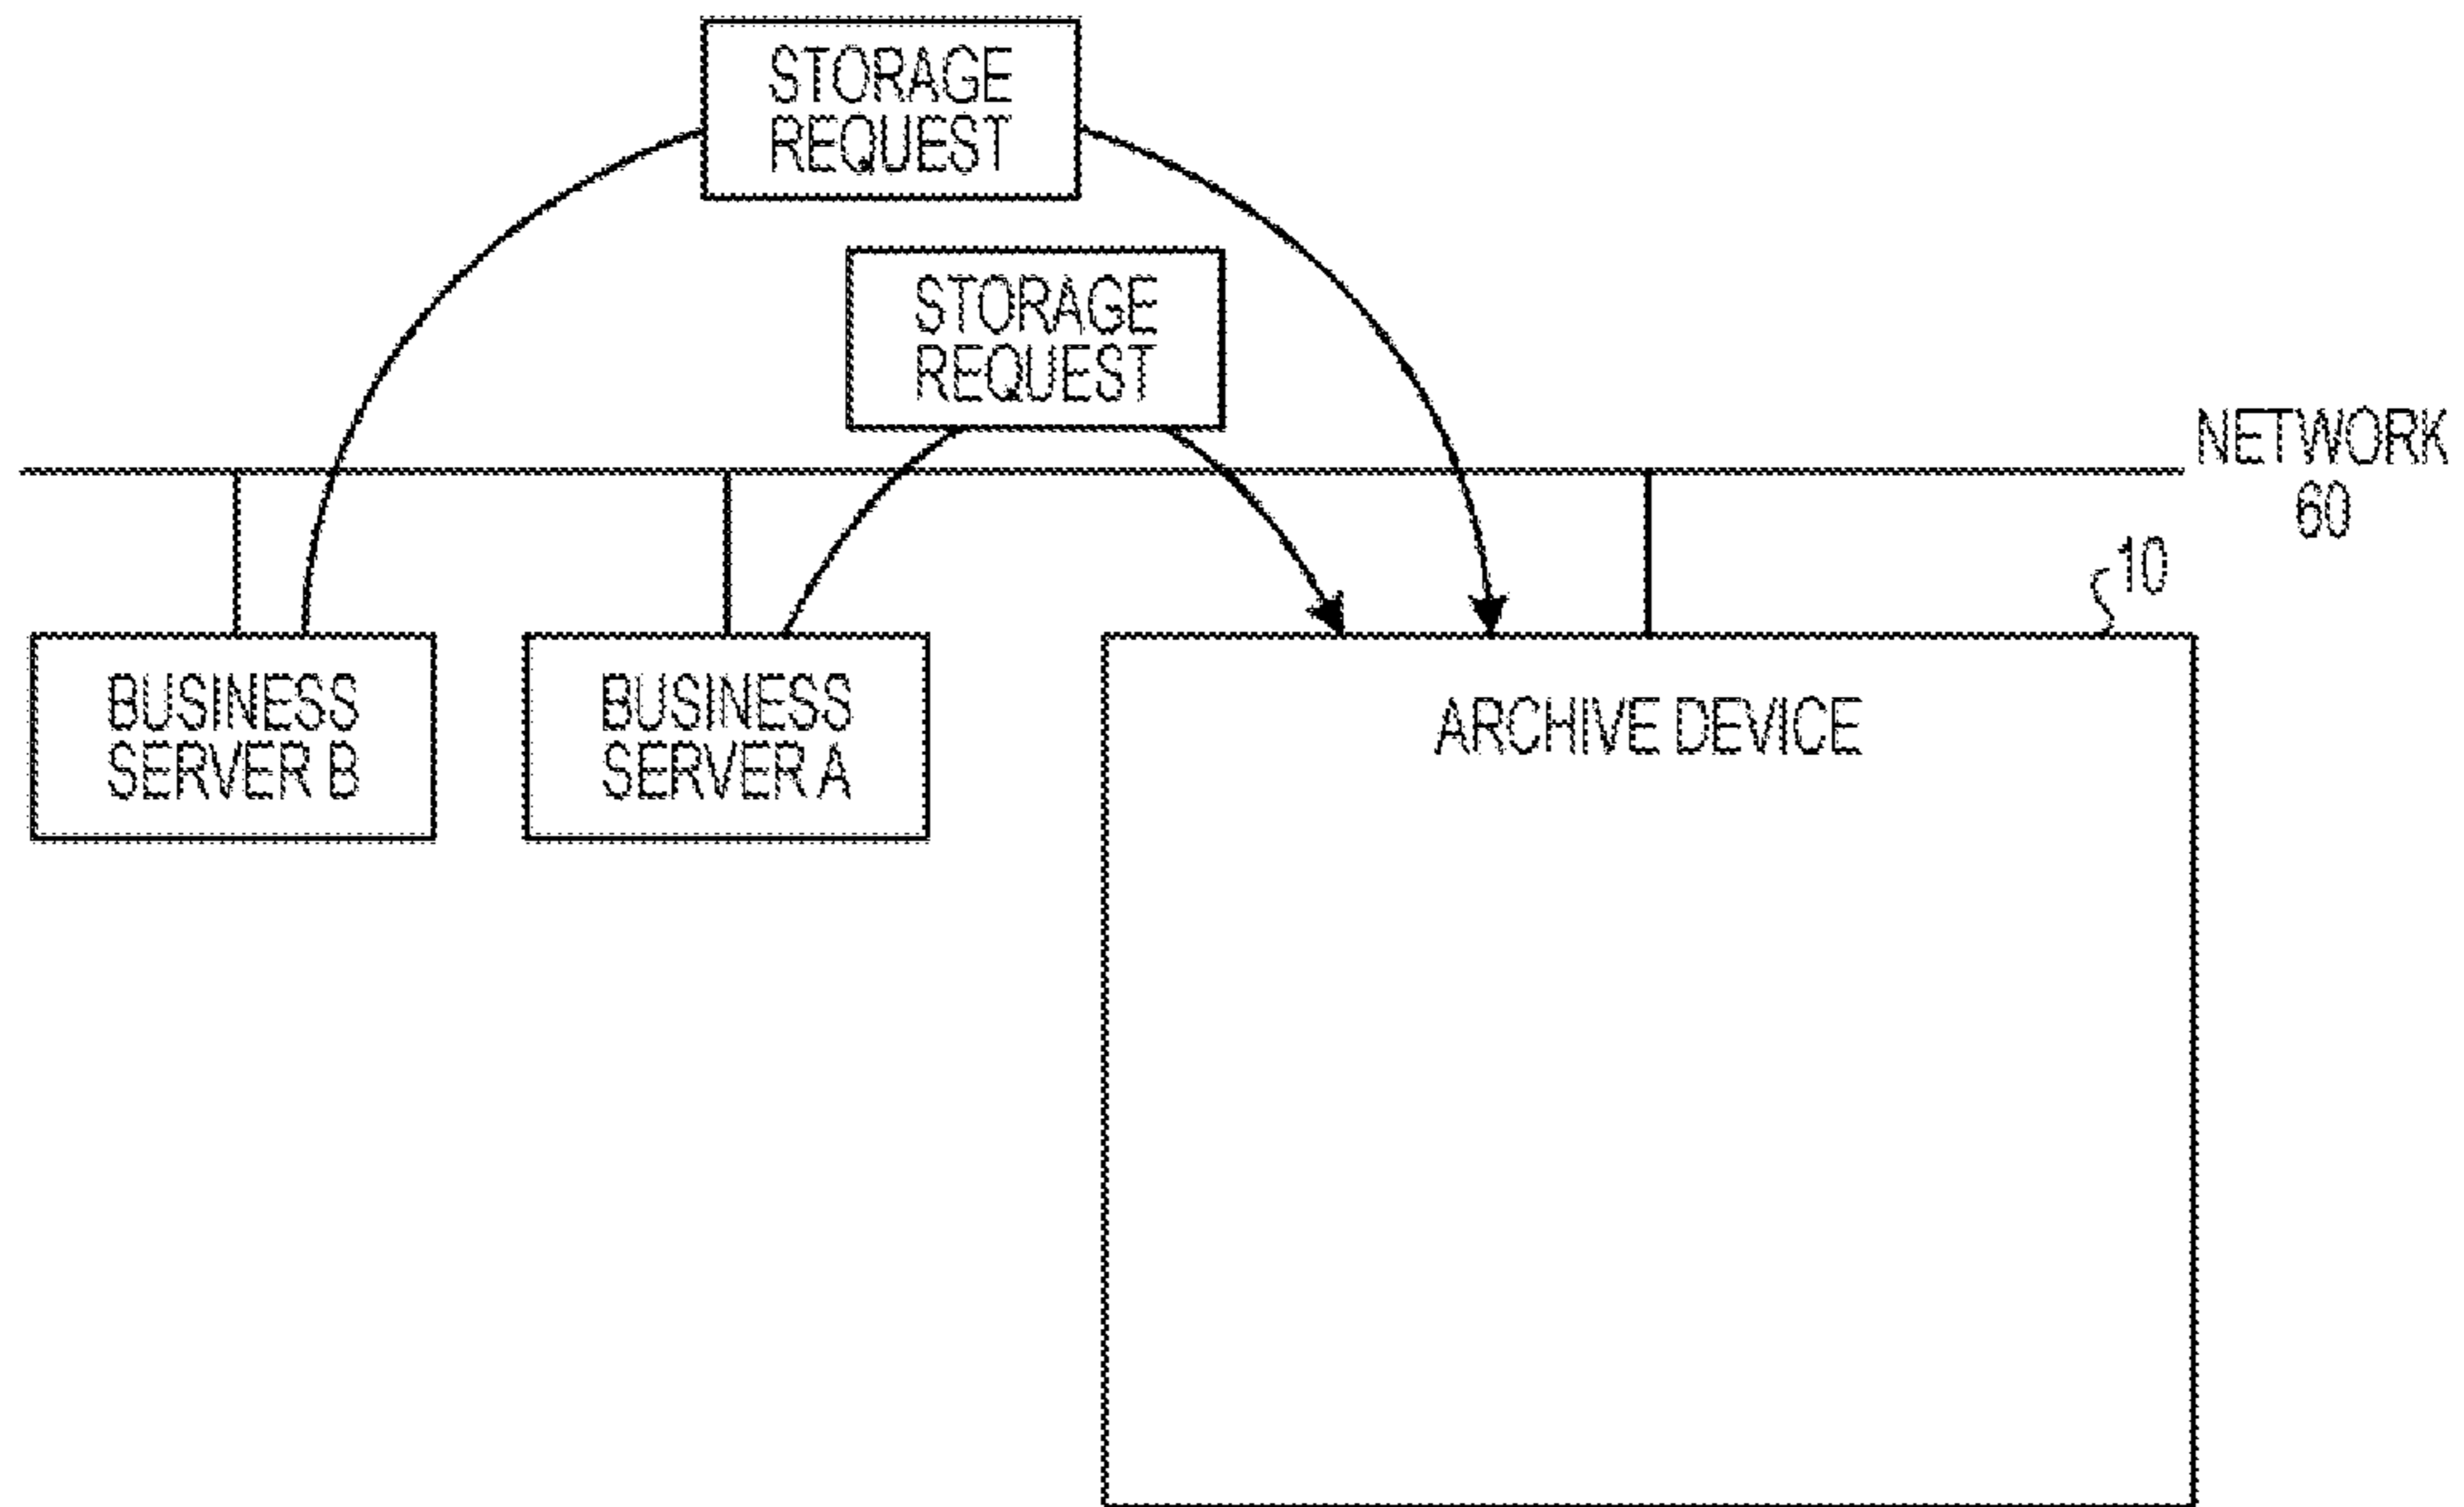 STORAGE
REQUEST
STORAGE
REQUEST
NETWORK
60
10
BUSINESS
SERVER B
BUSINESS
SERVER A
ARCHIVE DEVICE